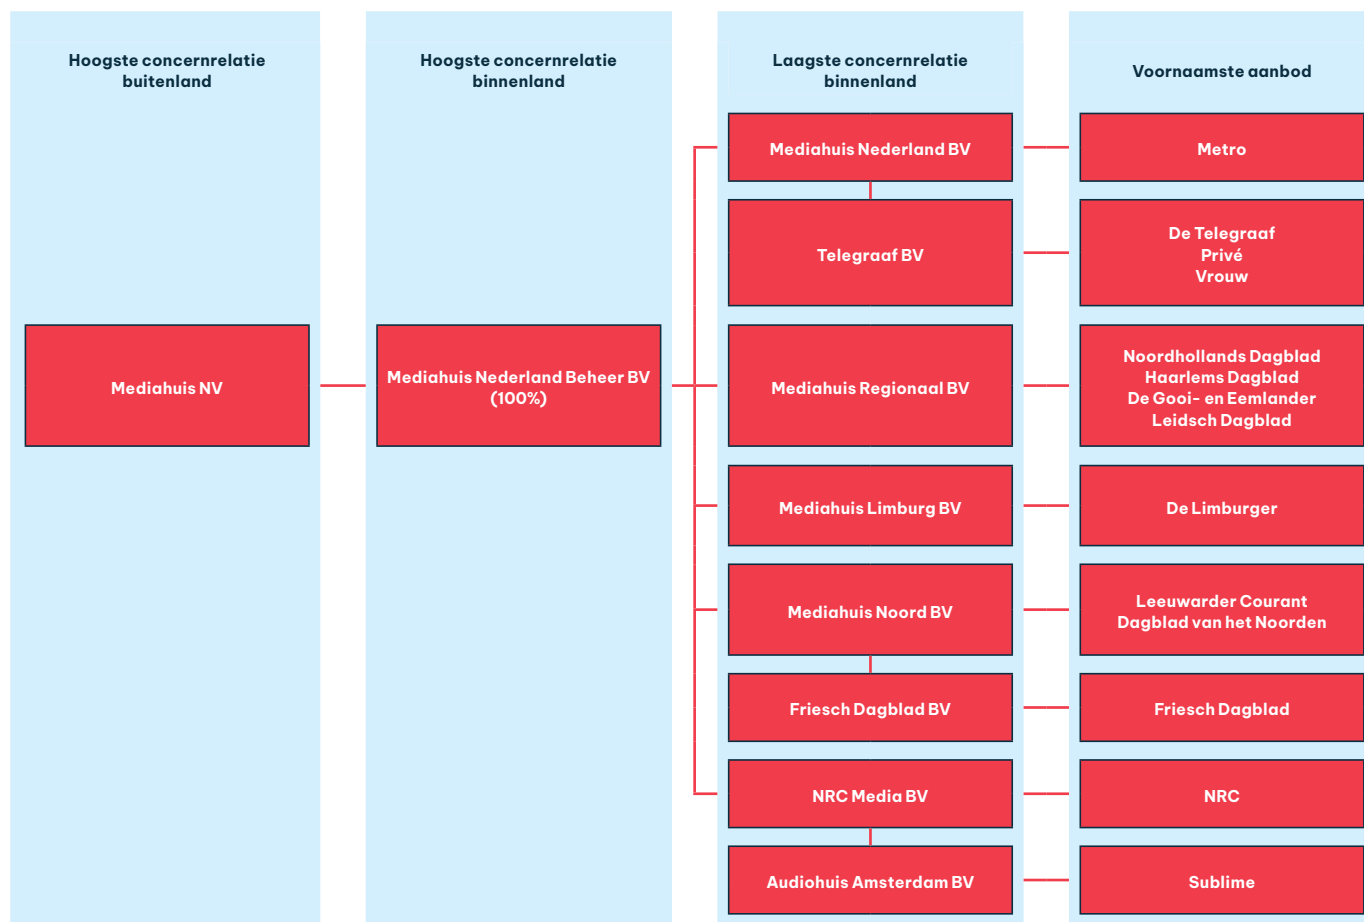 Hoogste concernrelatie
buitenland
Hoogste concernrelatie
binnenland
Laagste concernrelatie
binnenland
Voornaamste aanbod
Mediahuis NV
Mediahuis Nederland Beheer BV
(100%)
Mediahuis Nederland BV
Metro
Telegraaf BV
De Telegraaf
Privé
Vrouw
Mediahuis Regionaal BV
Noordhollands Dagblad
Haarlems Dagblad
De Gooi- en Eemlander
Leidsch Dagblad
Mediahuis Limburg BV
De Limburger
Mediahuis Noord BV
Leeuwarder Courant
Dagblad van het Noorden
Friesch Dagblad BV
Friesch Dagblad
NRC Media BV
NRC
Audiohuis Amsterdam BV
Sublime